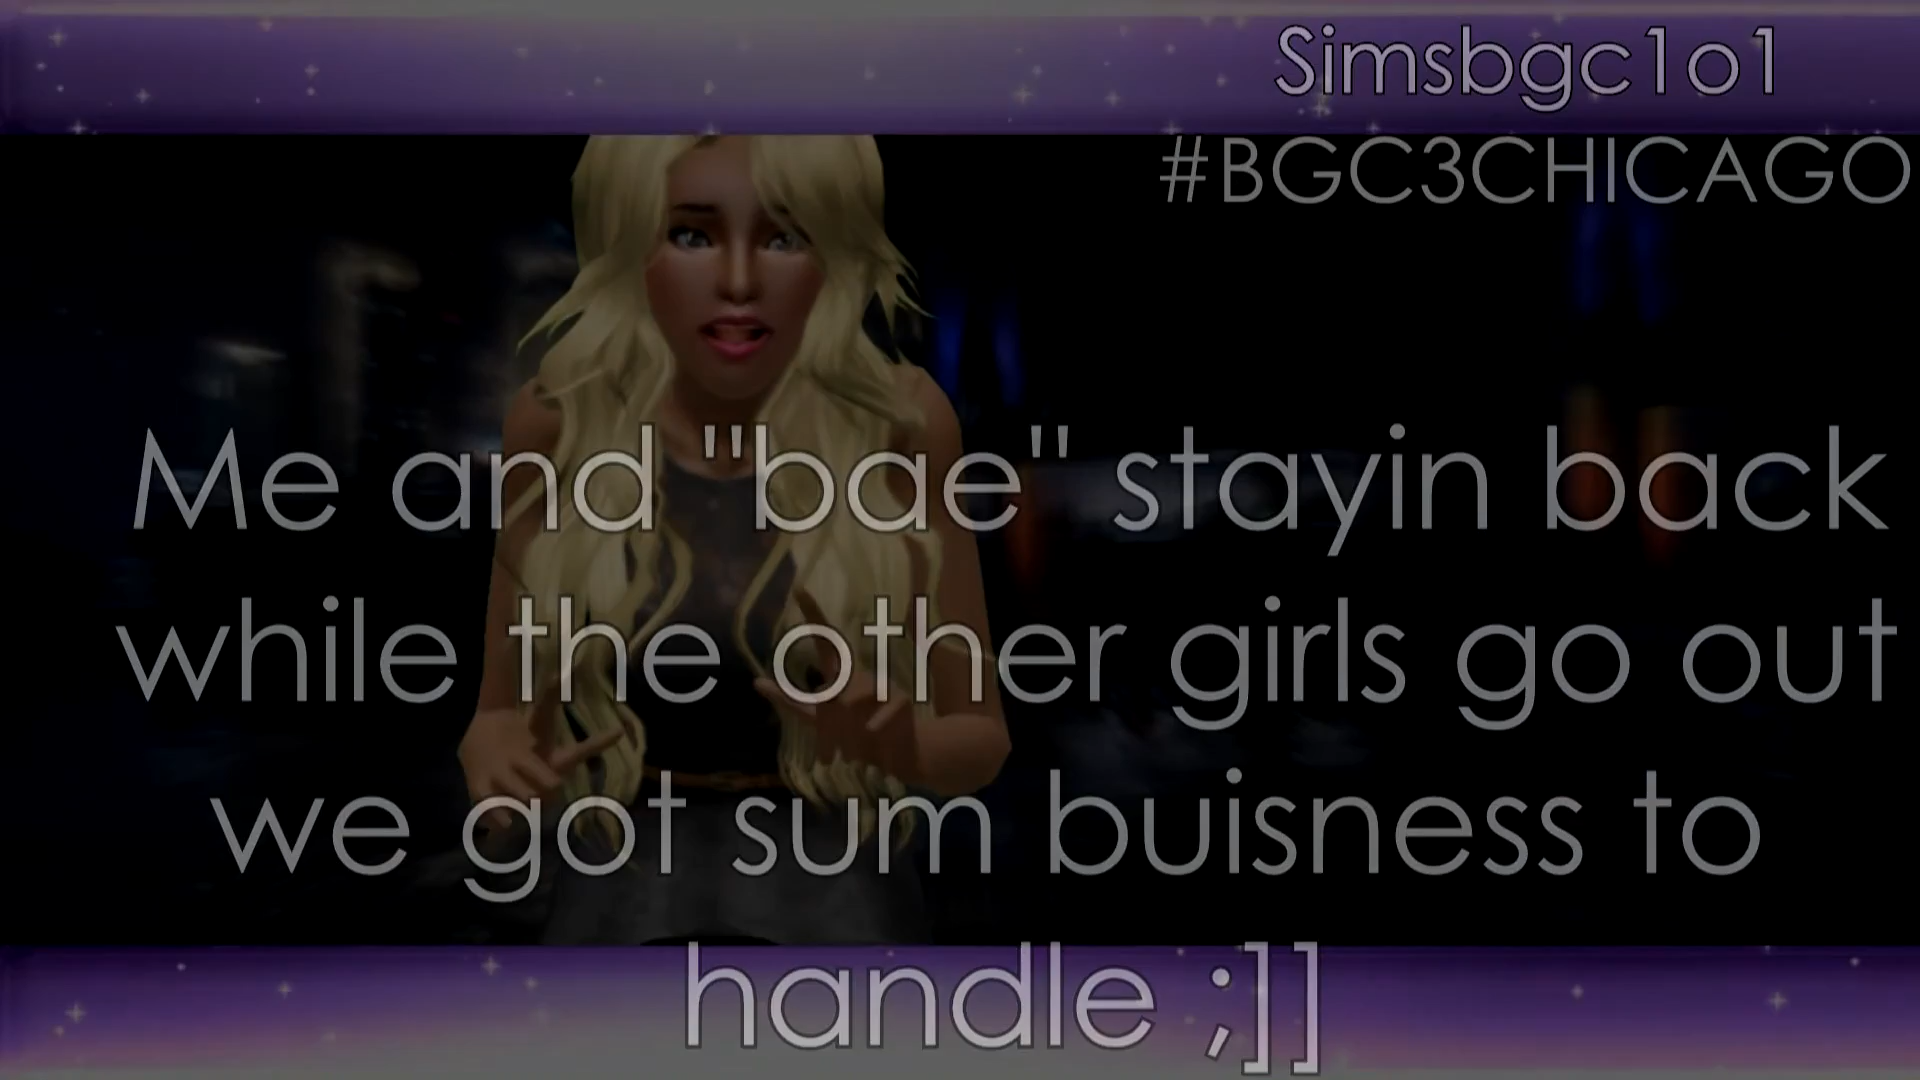 Simsbgc1o1
#BGC3CHICAGO
Me and "bae" stayin back
while the other girls go out
we got sum buisness to
handle ;]]